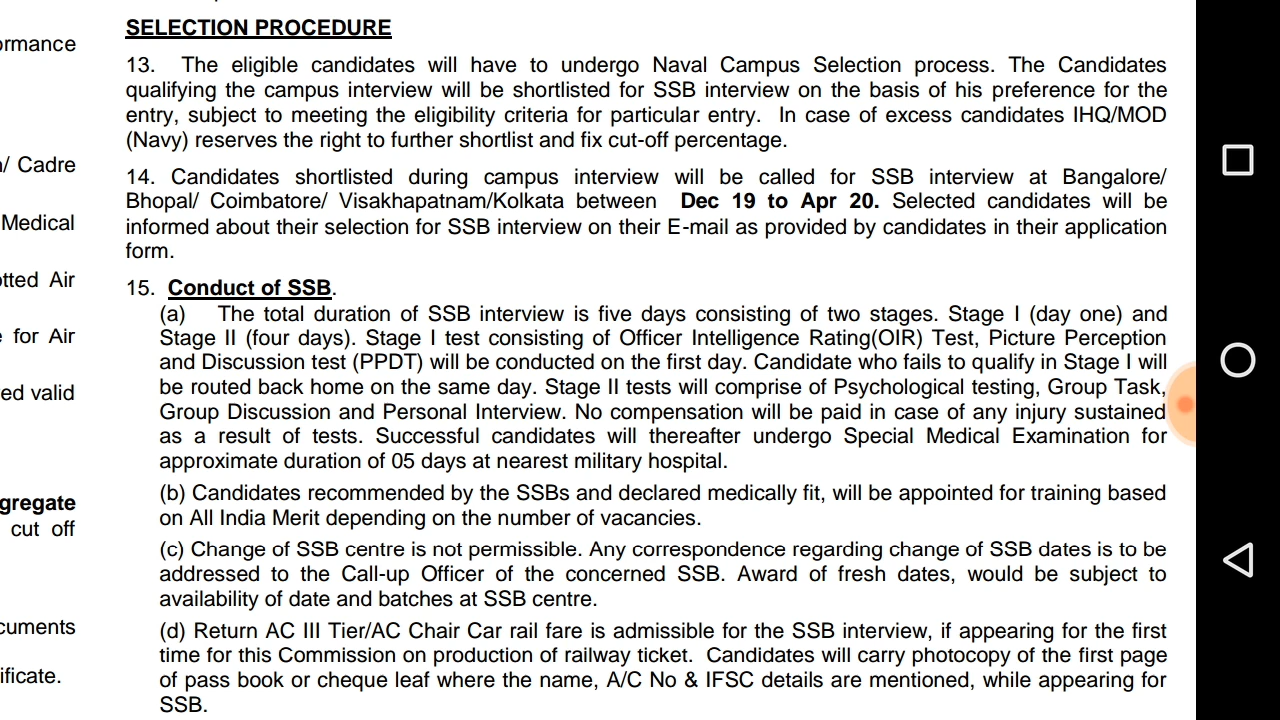 ormance
n/ Cadre
Medical
otted Air
e for Air
ed valid
gregate
cut off
cuments
ificate.
SELECTION PROCEDURE
13. The eligible candidates will have to undergo Naval Campus Selection process. The Candidates
qualifying the campus interview will be shortlisted for SSB interview on the basis of his preference for the
entry, subject to meeting the eligibility criteria for particular entry. In case of excess candidates IHQ/MOD
(Navy) reserves the right to further shortlist and fix cut-off percentage.
14. Candidates shortlisted during campus interview will be called for SSB interview at Bangalore/
Bhopal/ Coimbatore/ Visakhapatnam/Kolkata between Dec 19 to Apr 20. Selected candidates will be
informed about their selection for SSB interview on their E-mail as provided by candidates in their application
form.
15. Conduct of SSB.
(a) The total duration of SSB interview is five days consisting of two stages. Stage I (day one) and
Stage II (four days). Stage I test consisting of Officer Intelligence Rating(OIR) Test, Picture Perception
and Discussion test (PPDT) will be conducted on the first day. Candidate who fails to qualify in Stage I will
be routed back home on the same day. Stage II tests will comprise of Psychological testing, Group Task,
Group Discussion and Personal Interview. No compensation will be paid in case of any injury sustained
as a result of tests. Successful candidates will thereafter undergo Special Medical Examination for
approximate duration of 05 days at nearest military hospital.
(b) Candidates recommended by the SSBs and declared medically fit, will be appointed for training based
on All India Merit depending on the number of vacancies.
(c) Change of SSB centre is not permissible. Any correspondence regarding change of SSB dates is to be
addressed to the Call-up Officer of the concerned SSB. Award of fresh dates, would be subject to
availability of date and batches at SSB centre.
(d) Return AC III Tier/AC Chair Car rail fare is admissible for the SSB interview, if appearing for the first
time for this Commission on production of railway ticket. Candidates will carry photocopy of the first page
of pass book or cheque leaf where the name, A/C No & IFSC details are mentioned, while appearing for
SSB.